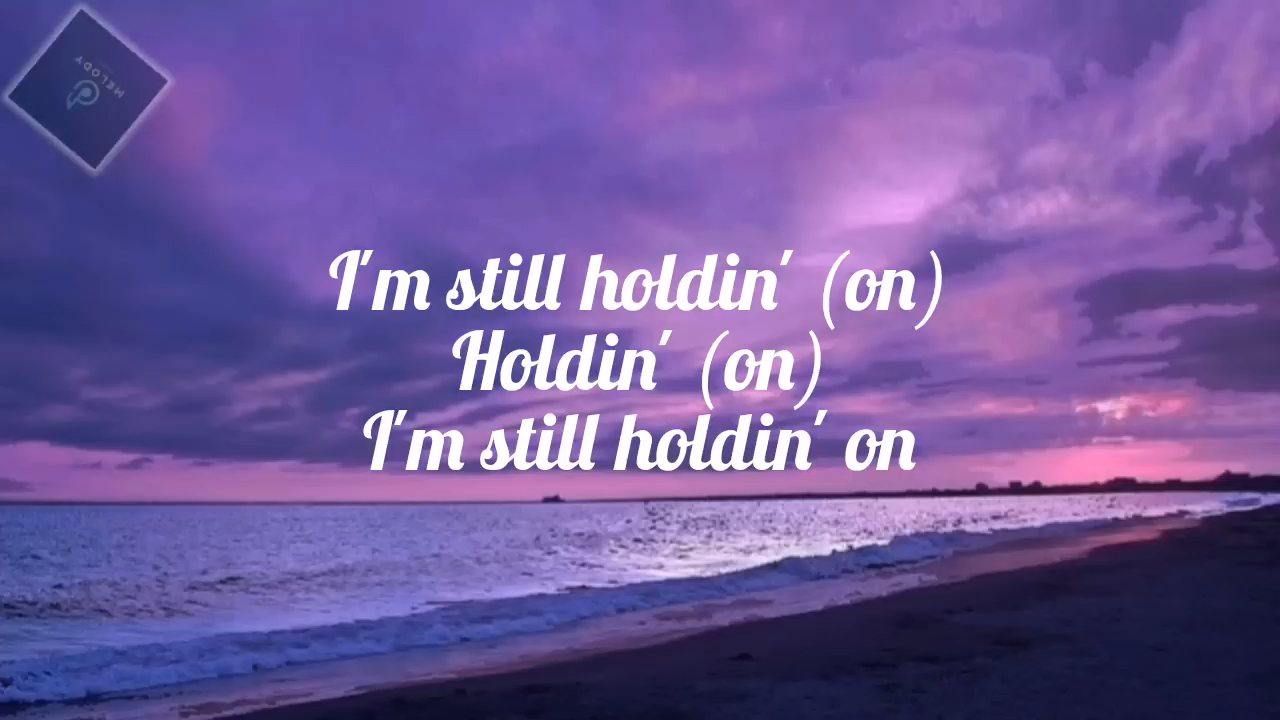 MELODY
I'm still holdin' (on)
Holdin' (on)
I'm still holdin' on